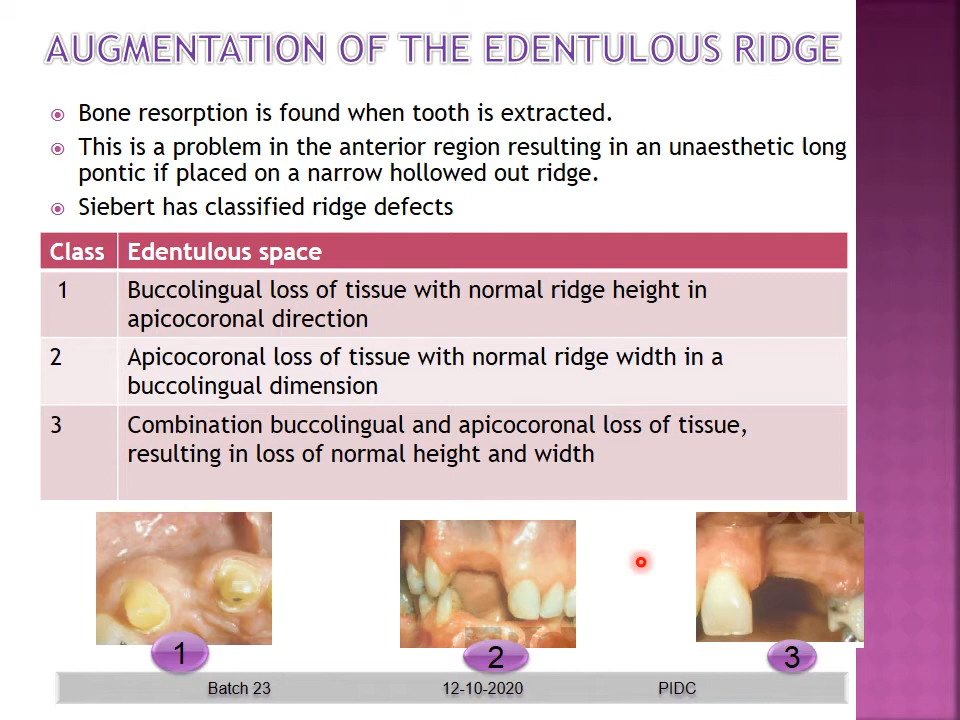 AUGMENTATION OF THE EDENTULOUS RIDGE
Bone resorption is found when tooth is extracted.
This is a problem in the anterior region resulting in an unaesthetic long
pontic if placed on a narrow hollowed out ridge.
Siebert has classified ridge defects
Class Edentulous space
1 Buccolingual loss of tissue with normal ridge height in
apicocoronal direction
2 Apicocoronal loss of tissue with normal ridge width in a
buccolingual dimension
3 Combination buccolingual and apicocoronal loss of tissue,
resulting in loss of normal height and width
1 2 3
Batch 23 12-10-2020 PIDC